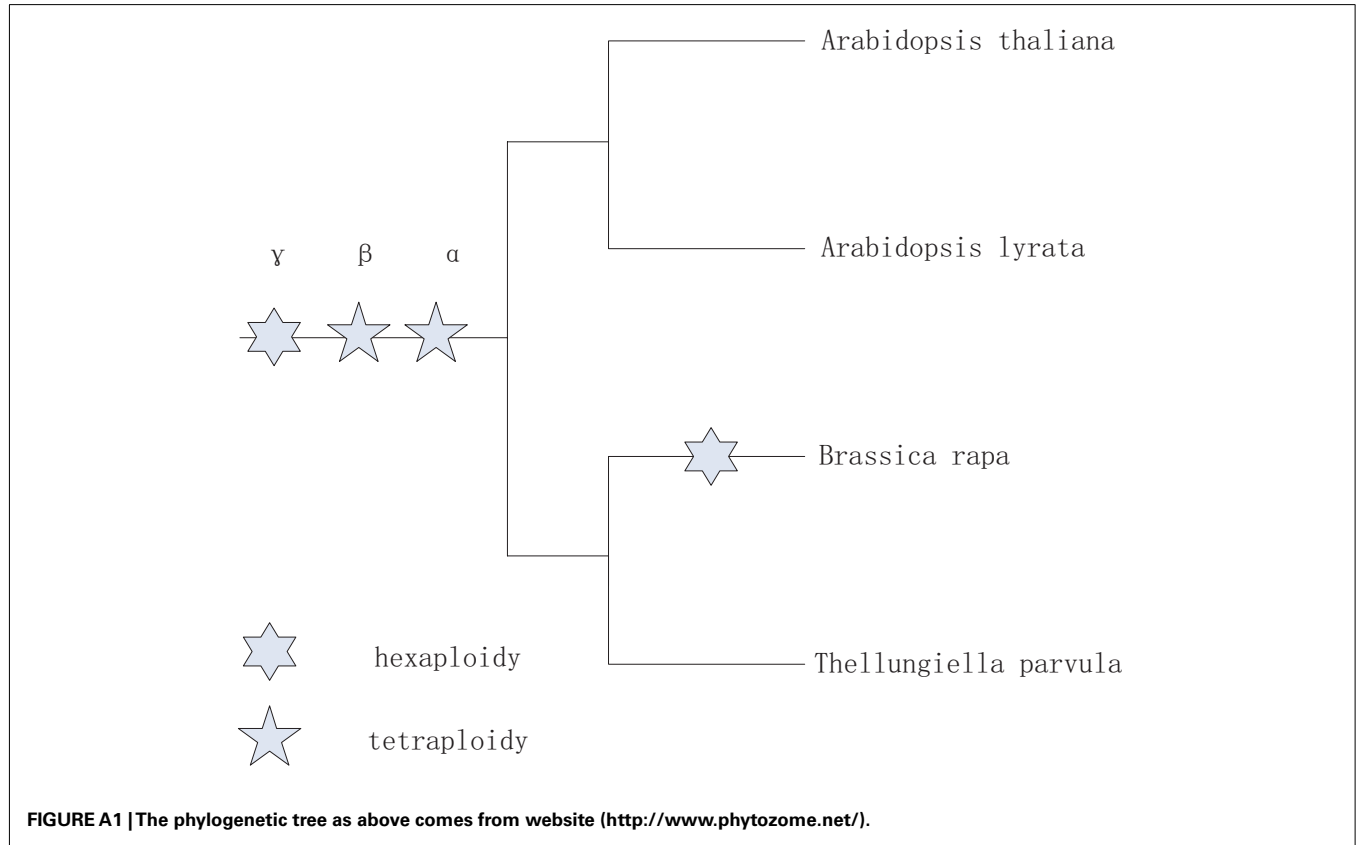 Arabidopsis thaliana
Arabidopsis lyrata
γ β α
Brassica rapa
hexaploidy
Thellungiella parvula
tetraploidy
FIGURE A1 | The phylogenetic tree as above comes from website (http://www.phytozome.net/).